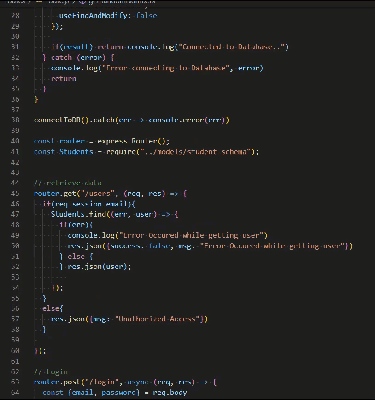 useFindAndModify: false
});
if(result) return console.log("Connected to Database..")
} catch (error) {
console.log("Error connecting to Database", error)
return
}
}
connectToDB().catch(err => console.error(err))
const router = express.Router();
const Students = require("../models/student.schema");
// retrieve data
router.get("/users", (req, res) => {
if(req.session.email){
Students.find((err, user) => {
if(err){
console.log("Error Occured while getting user")
res.json({success: false, msg: "Error Occured while getting user"})
} else {
} res.json(user);
});
}
else{
res.json({msg: "Unathorized Access"})
}
});
// Login
router.post("/login", async (req, res) => {
const {email, password} = req.body